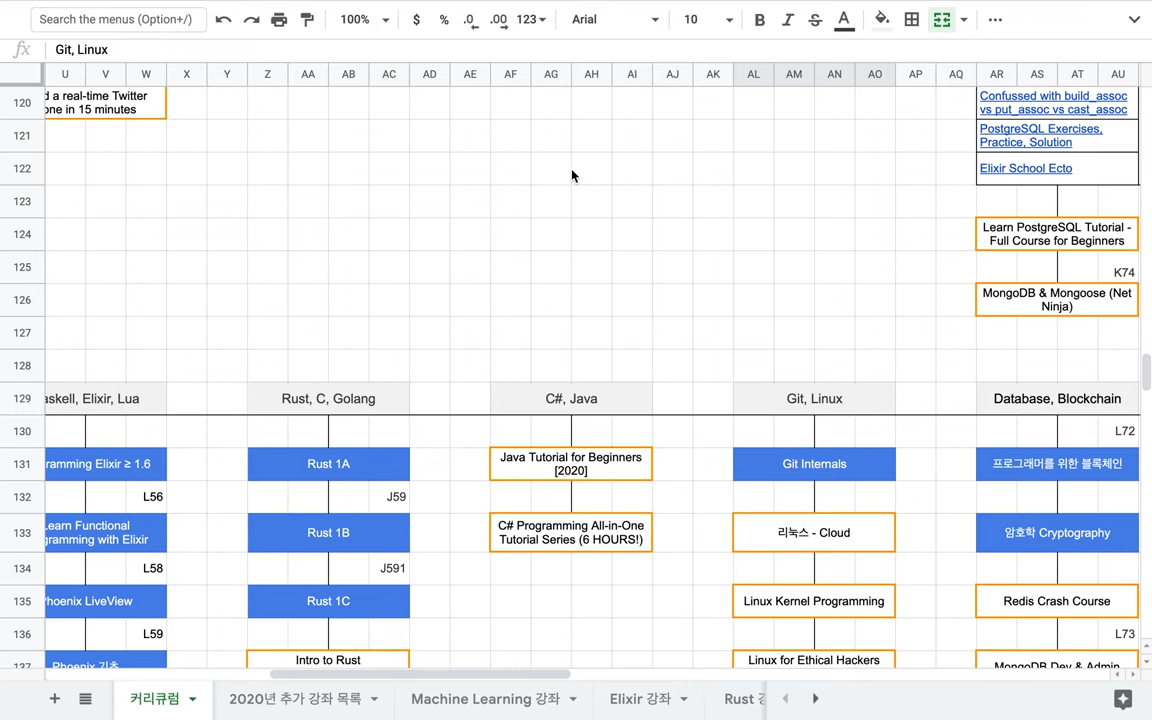 Search the menus (Option+/)
100%
$
%
.0
.00
123
Arial
10
B
I
S
A
fx
Git, Linux
U
V
W
X
Y
Z
AA
AB
AC
AD
AE
AF
AG
AH
AI
AJ
AK
AL
AM
AN
AO
AP
AQ
AR
AS
AT
AU
120
d a real-time Twitter
one in 15 minutes
Confussed with build_assoc
vs put_assoc vs cast_assoc
121
PostgreSQL Exercises,
Practice, Solution
122
Elixir School Ecto
123
124
Learn PostgreSQL Tutorial -
Full Course for Beginners
125
K74
126
MongoDB & Mongoose (Net
Ninja)
127
128
129
askell, Elixir, Lua
Rust, C, Golang
C#, Java
Git, Linux
Database, Blockchain
130
L72
131
ramming Elixir ≥ 1.6
Rust 1A
Java Tutorial for Beginners
[2020]
Git Internals
프로그래머를 위한 블록체인
132
L56
J59
133
Learn Functional
gramming with Elixir
Rust 1B
C# Programming All-in-One
Tutorial Series (6 HOURS!)
리눅스 - Cloud
암호학 Cryptography
134
L58
J591
135
Phoenix LiveView
Rust 1C
Linux Kernel Programming
Redis Crash Course
136
L59
L73
137
Phoenix 기초
Intro to Rust
Linux for Ethical Hackers
MongoDB Dev & Admin
커리큘럼
2020년 추가 강좌 목록
Machine Learning 강좌
Elixir 강좌
Rust 강